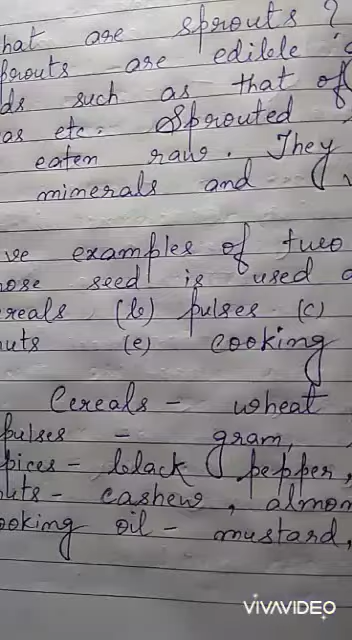 hat are sprouts ?
prouts are edible
ds such as that of
as etc. Sprouted
eaten raw. They
minerals and
ve examples of two
hose seed is used
reals (b) pulses (c)
uts (e) cooking
Cereals - wheat
pulses - gram,
pices - black pepper,
uts - cashew, almon
ooking oil - mustard,
VIVAVIDEO